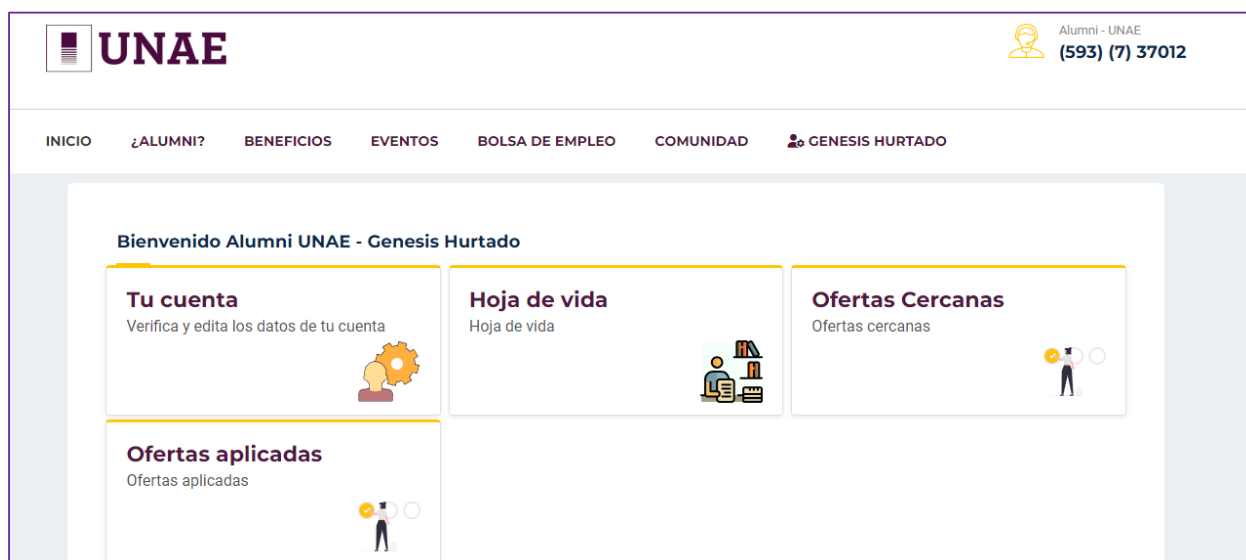 UNAE
Alumni - UNAE
(593) (7) 37012
INICIO ¿ALUMNI? BENEFICIOS EVENTOS BOLSA DE EMPLEO COMUNIDAD GENESIS HURTADO
Bienvenido Alumni UNAE - Genesis Hurtado
Tu cuenta
Verifica y edita los datos de tu cuenta
Hoja de vida
Hoja de vida
Ofertas Cercanas
Ofertas cercanas
Ofertas aplicadas
Ofertas aplicadas